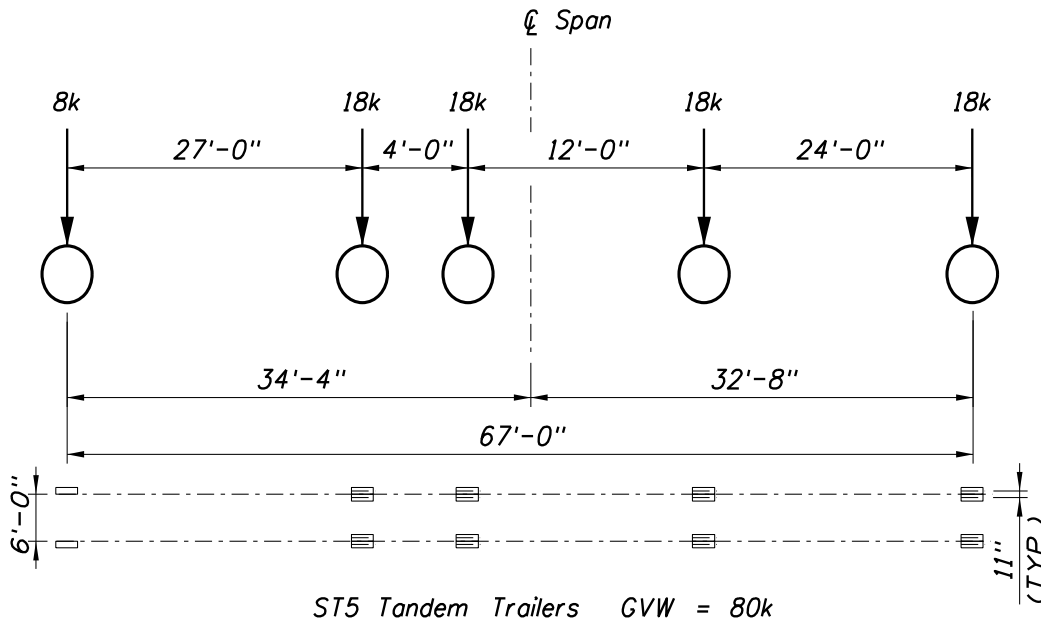 ℄ Span
8k 18k 18k 18k 18k
27'-0" 4'-0" 12'-0" 24'-0"
34'-4" 32'-8"
67'-0"
6'-0"
11"
(TYP.)
ST5 Tandem Trailers GVW = 80k